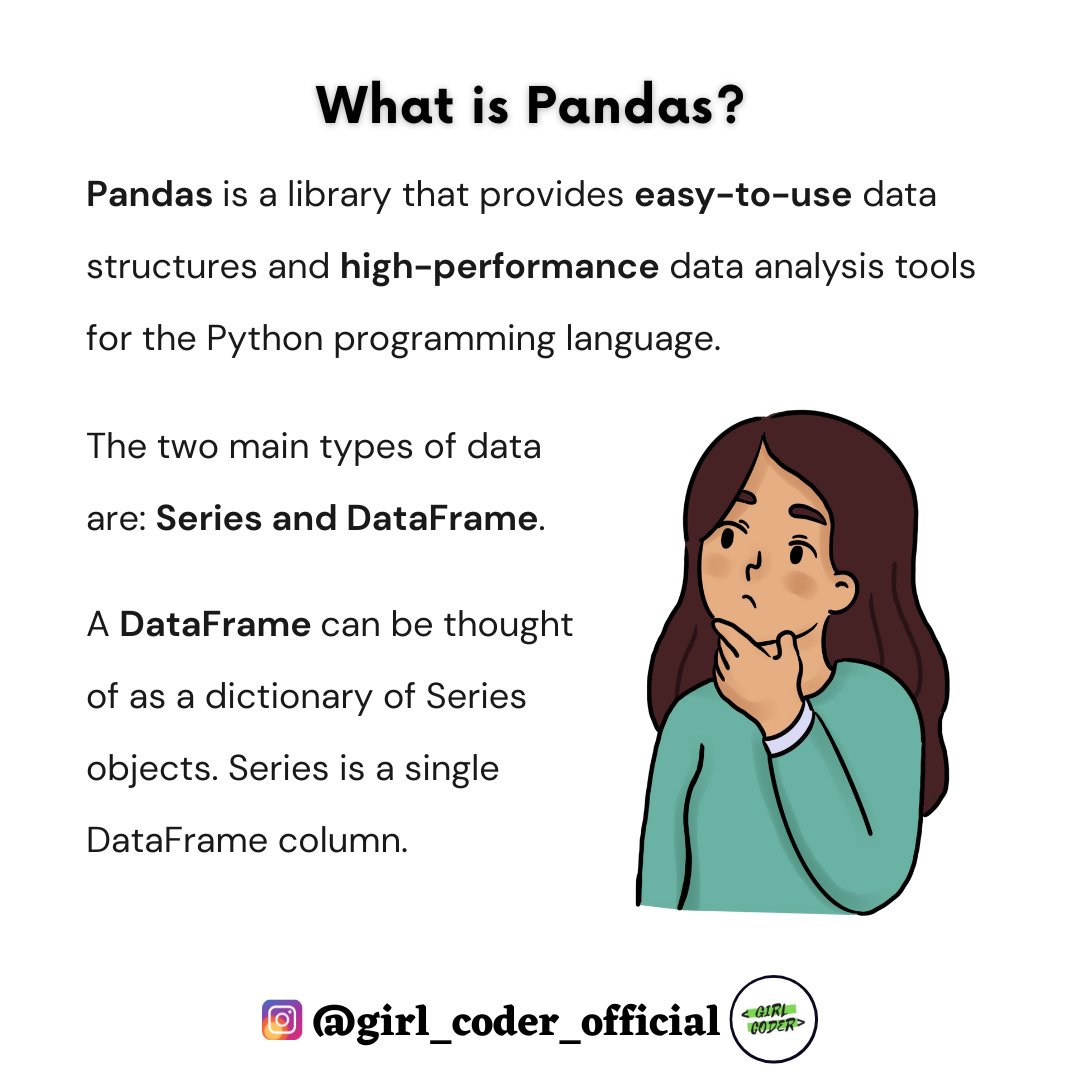 What is Pandas?
Pandas is a library that provides easy-to-use data
structures and high-performance data analysis tools
for the Python programming language.
The two main types of data
are: Series and DataFrame.
A DataFrame can be thought
of as a dictionary of Series
objects. Series is a single
DataFrame column.
@girl_coder_official
<GIRL
CODER>